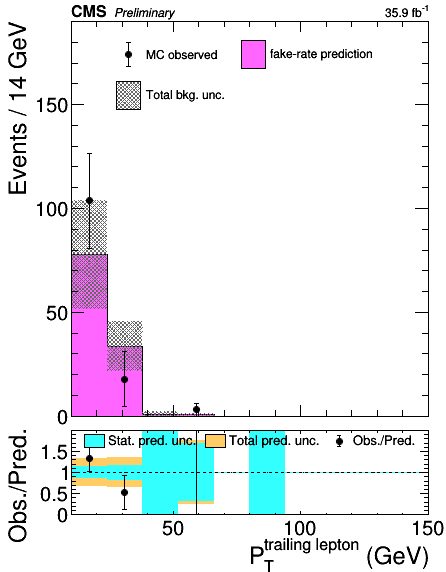 CMS Preliminary 35.9 fb-1
MC observed fake-rate prediction
Total bkg. unc.
Events / 14 GeV
150
100
50
0
Stat. pred. unc. Total pred. unc. Obs./Pred.
Obs./Pred.
1.5
1
0.5
0
50 100 150
P_T^trailing lepton (GeV)